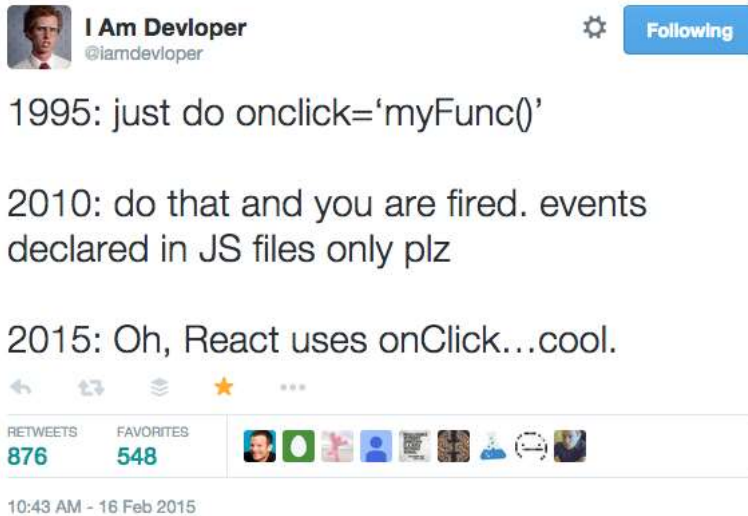 I Am Devloper
@iamdevloper
Following
1995: just do onclick=‘myFunc()’
2010: do that and you are fired. events
declared in JS files only plz
2015: Oh, React uses onClick…cool.
RETWEETS
FAVORITES
876
548
10:43 AM - 16 Feb 2015